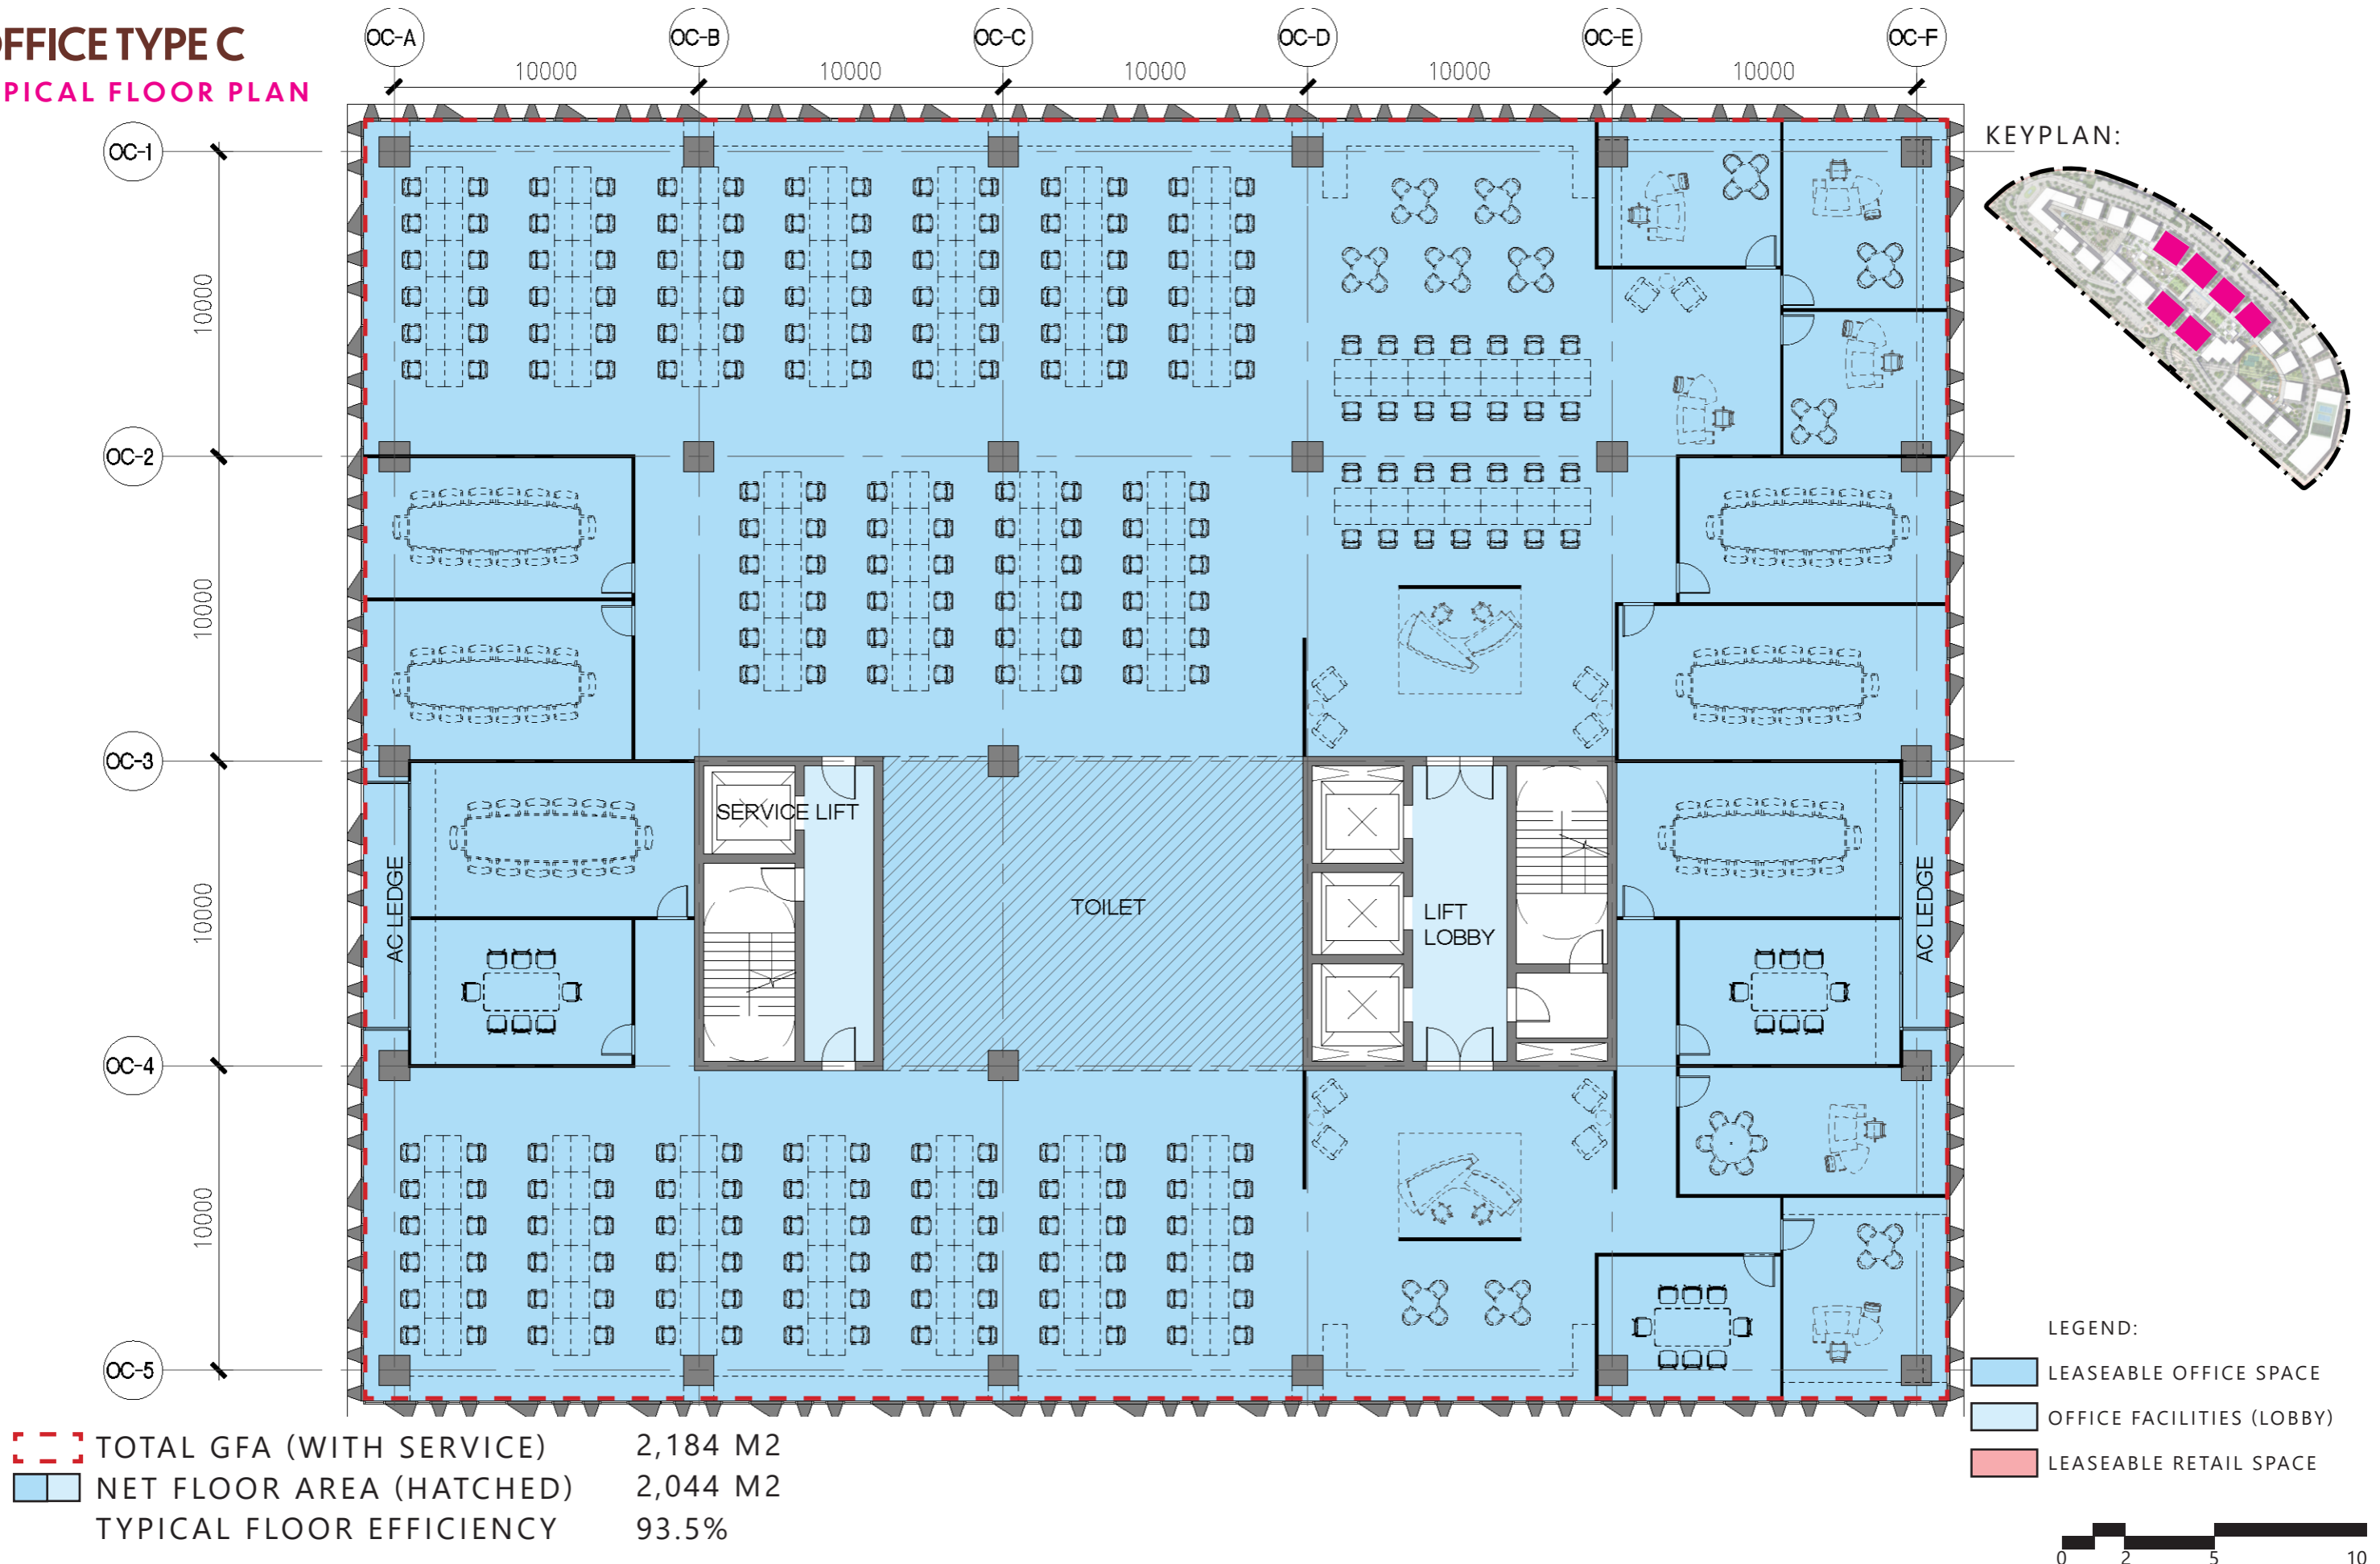 OFFICE TYPE C
PICAL FLOOR PLAN
OC-A
OC-B
OC-C
OC-D
OC-E
OC-F
10000
10000
10000
10000
10000
OC-1
OC-2
OC-3
OC-4
OC-5
10000
10000
10000
10000
KEYPLAN:
SERVICE LIFT
AC LEDGE
TOILET
LIFT
LOBBY
AC LEDGE
LEGEND:
LEASEABLE OFFICE SPACE
OFFICE FACILITIES (LOBBY)
LEASEABLE RETAIL SPACE
TOTAL GFA (WITH SERVICE) 2,184 M2
NET FLOOR AREA (HATCHED) 2,044 M2
TYPICAL FLOOR EFFICIENCY 93.5%
0 2 5 10